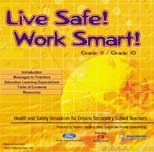 Live Safe!
Work Smart!
Grade 9 / Grade 10
Introduction
Messages to Teachers
Education Learning Expectations
Table of Contents
Resources
Health and Safety Resources for Ontario Secondary School Teachers